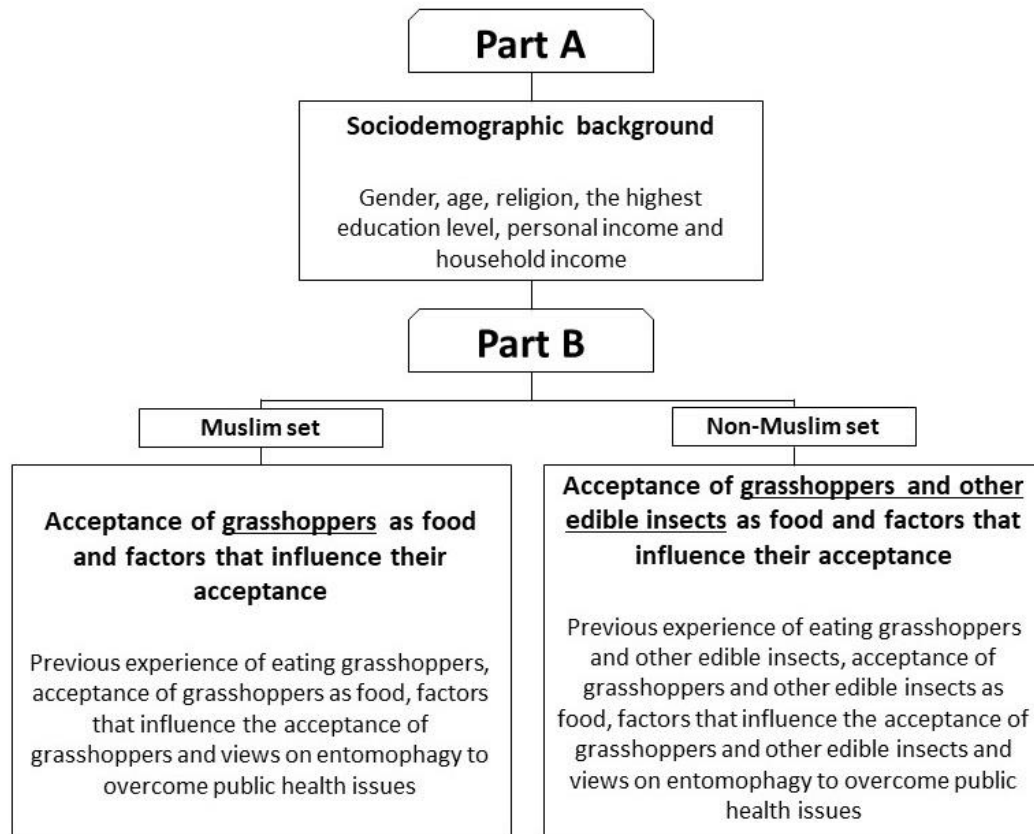 Part A
Sociodemographic background
Gender, age, religion, the highest
education level, personal income and
household income
Part B
Muslim set
Acceptance of grasshoppers as food
and factors that influence their
acceptance
Previous experience of eating grasshoppers,
acceptance of grasshoppers as food, factors
that influence the acceptance of
grasshoppers and views on entomophagy to
overcome public health issues
Non-Muslim set
Acceptance of grasshoppers and other
edible insects as food and factors that
influence their acceptance
Previous experience of eating grasshoppers
and other edible insects, acceptance of
grasshoppers and other edible insects as
food, factors that influence the acceptance of
grasshoppers and other edible insects and
views on entomophagy to overcome public
health issues